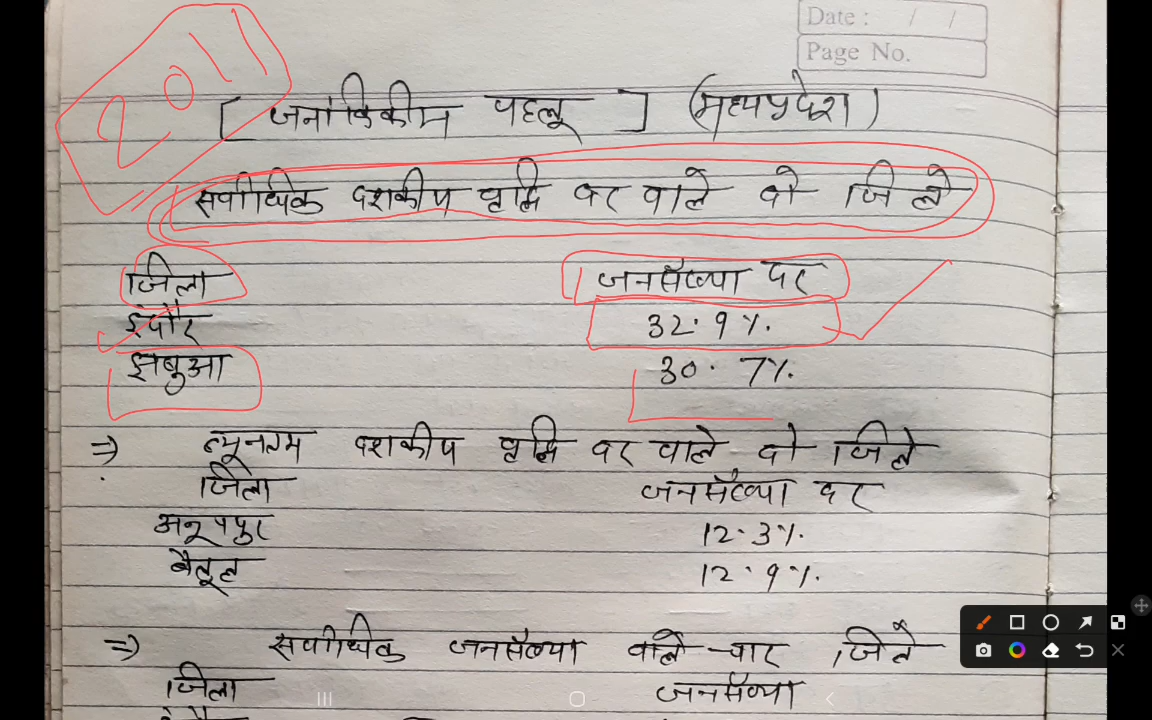 Date : / /
Page No.
2011
[ जनांकिकीय पहलू ] (मध्यप्रदेश)
सर्वाधिक दशकीय वृद्धि दर वाले दो जिले
जिला जनसँख्या दर
इंदौर 32.9%.
झबुआ 30.7%.
=) न्यूनतम दशकीय वृद्धि दर वाले दो जिले
जिला जनसँख्या दर
अनूपपुर 12.3%.
बैतूल 12.9%.
=) सर्वाधिक जनसँख्या वाले चार जिले
जिला जनसँख्या